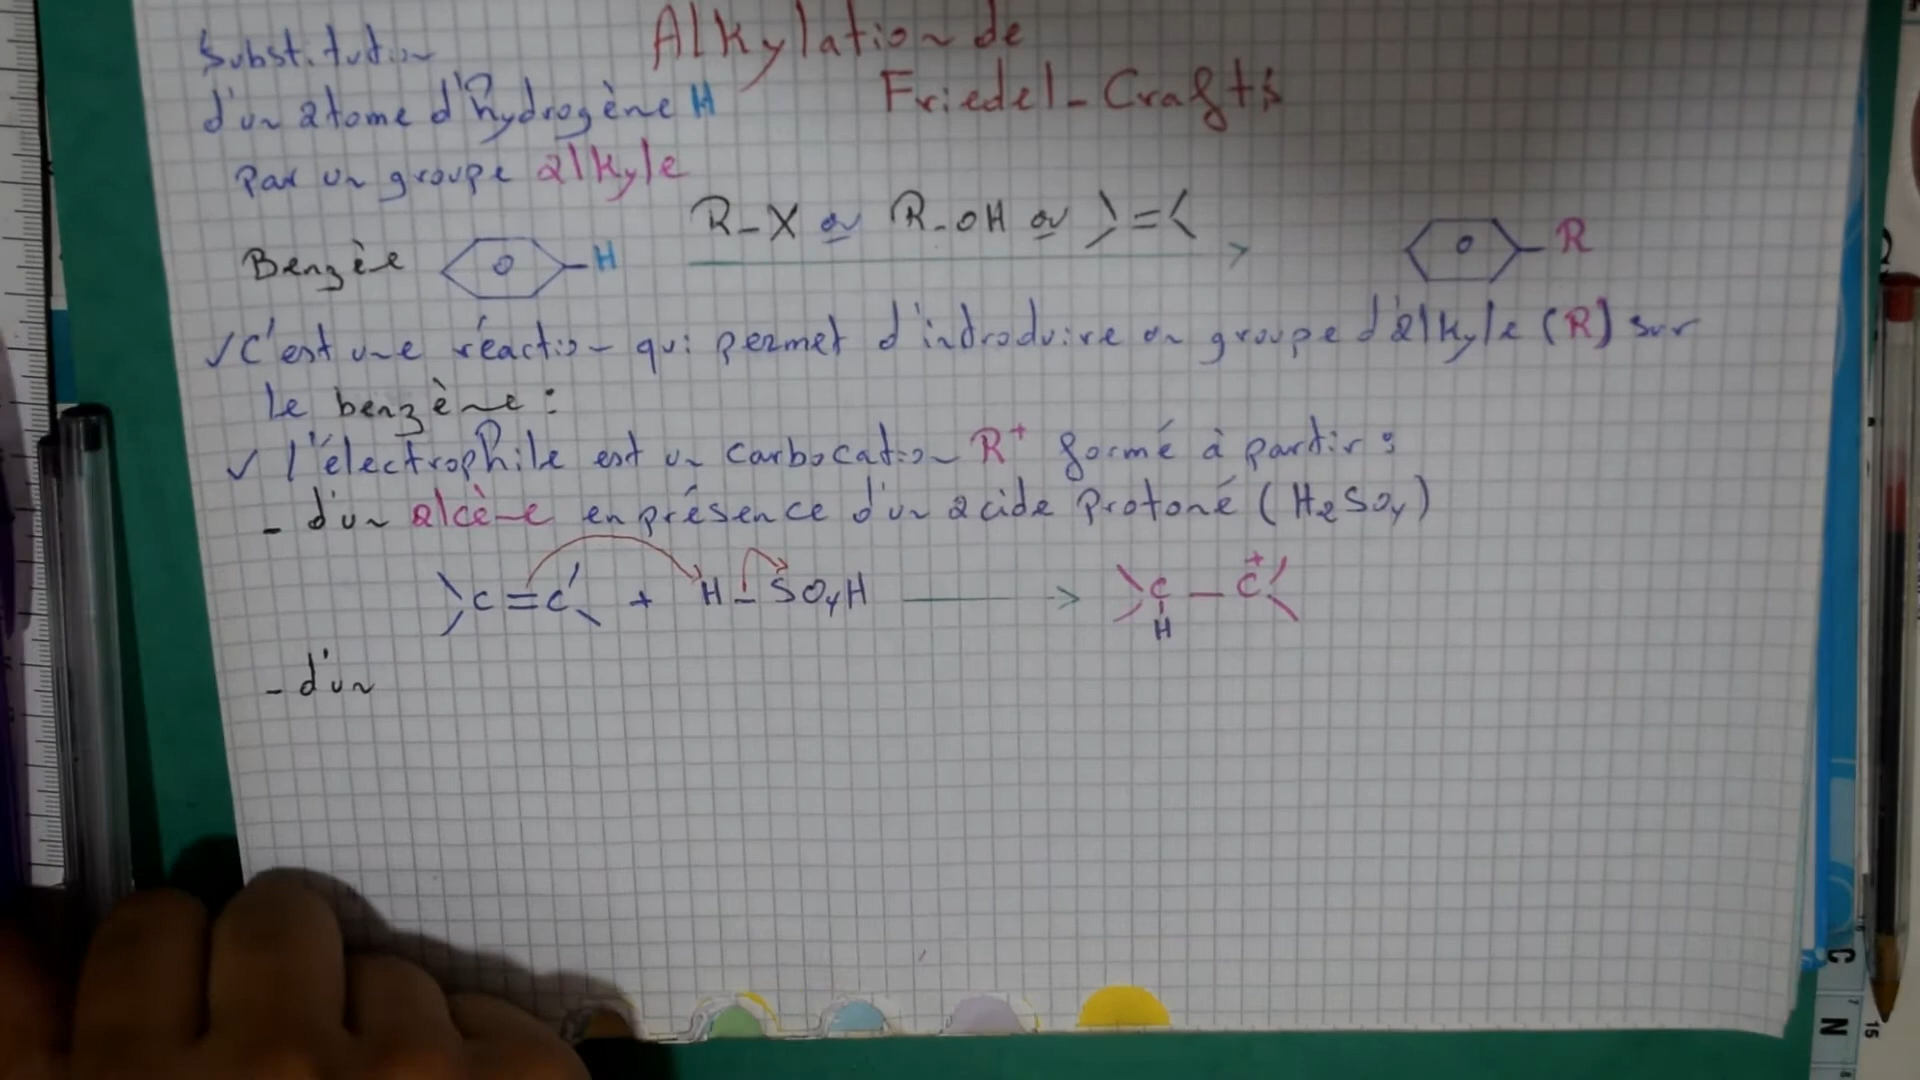 Alkylation de
Friedel-Crafts
Substitution
d'un atome d'hydrogène H
par un groupe alkyle
R-X ou R-OH ou >=<
Benzène -H
-R
✓ C'est une réaction qui permet d'introduire un groupe d'alkyle (R) sur
le benzène :
✓ l'électrophile est un carbocation R⁺ formé à partir :
- d'un alcène en présence d'un acide Protoné (H₂SO₄)
>C=C< + H-SO₄H → >C-C⁺<
H
- d'un
C
N
15